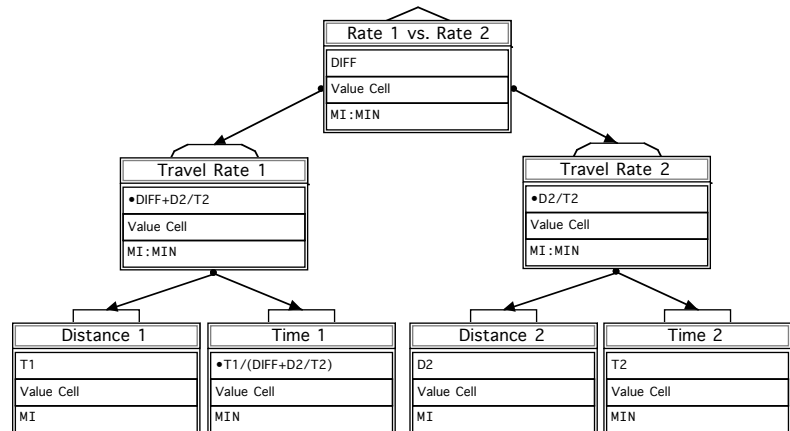 Rate 1 vs. Rate 2
DIFF
Value Cell
MI:MIN
Travel Rate 1
•DIFF+D2/T2
Value Cell
MI:MIN
Travel Rate 2
•D2/T2
Value Cell
MI:MIN
Distance 1
T1
Value Cell
MI
Time 1
•T1/(DIFF+D2/T2)
Value Cell
MIN
Distance 2
D2
Value Cell
MI
Time 2
T2
Value Cell
MIN